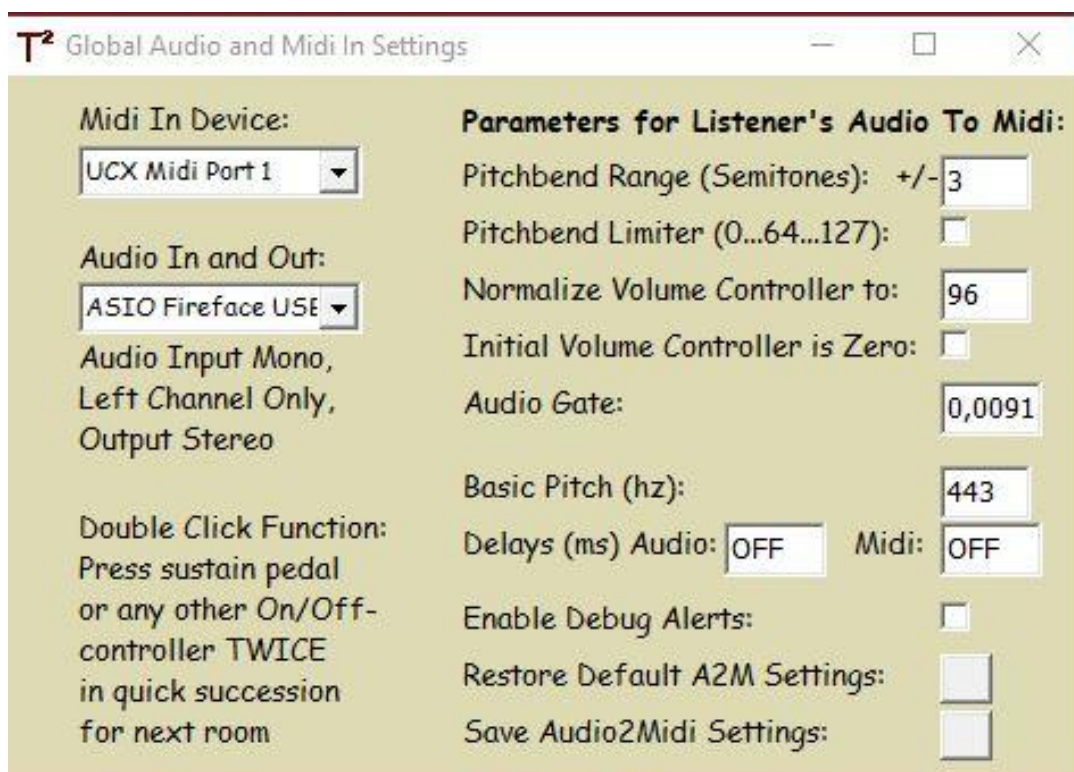 T² Global Audio and Midi In Settings
Midi In Device:
UCX Midi Port 1
Audio In and Out:
ASIO Fireface USE
Audio Input Mono,
Left Channel Only,
Output Stereo
Double Click Function:
Press sustain pedal
or any other On/Off-
controller TWICE
in quick succession
for next room
Parameters for Listener's Audio To Midi:
Pitchbend Range (Semitones): +/- 3
Pitchbend Limiter (0...64...127):
Normalize Volume Controller to: 96
Initial Volume Controller is Zero:
Audio Gate: 0,0091
Basic Pitch (hz): 443
Delays (ms) Audio: OFF Midi: OFF
Enable Debug Alerts:
Restore Default A2M Settings:
Save Audio2Midi Settings: